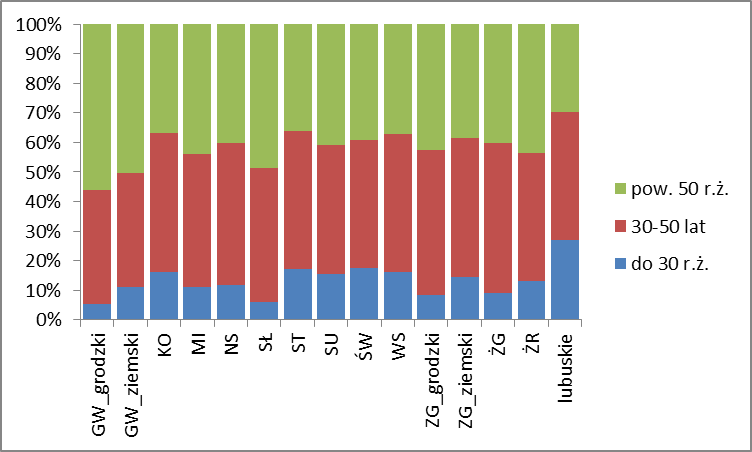 100%
90%
80%
70%
60%
50%
40%
30%
20%
10%
0%
GW_grodzki
GW_ziemski
KO
MI
NS
SŁ
ST
SU
ŚW
WS
ZG_grodzki
ZG_ziemski
ŻG
ŻR
lubuskie
pow. 50 r.ż.
30-50 lat
do 30 r.ż.